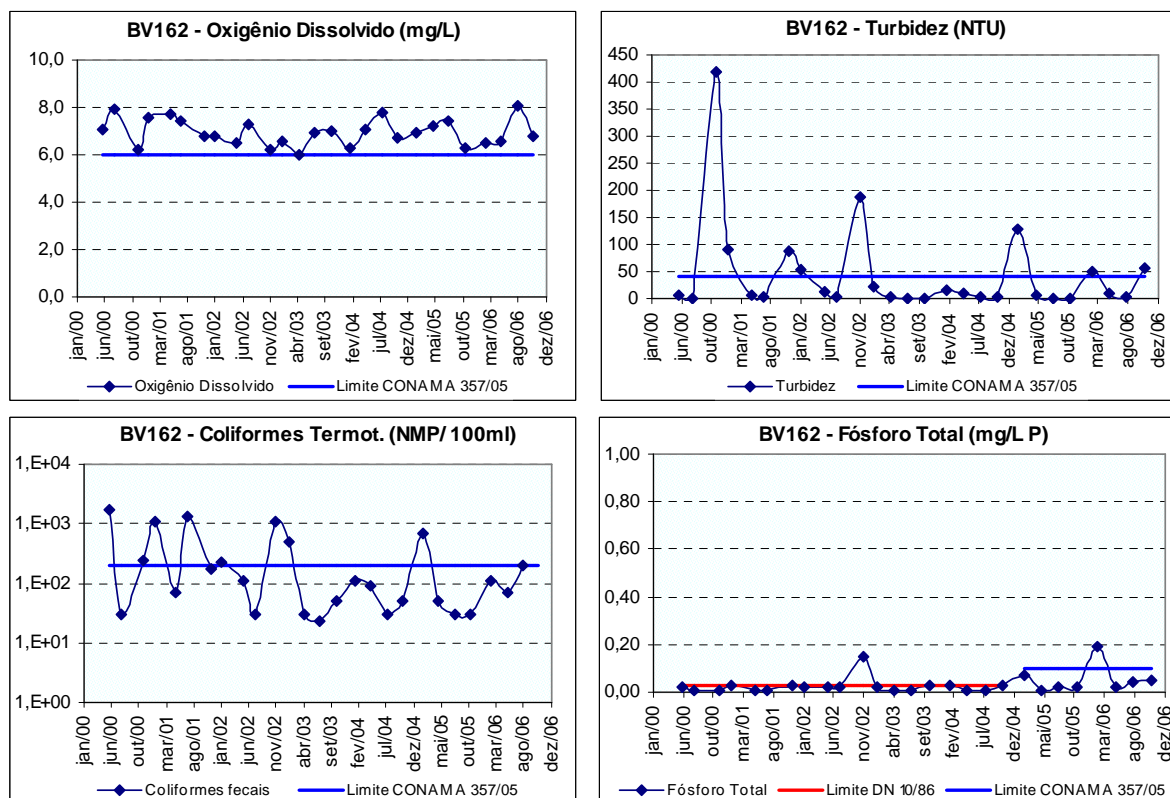 BV162 - Oxigênio Dissolvido (mg/L)
10,0
8,0
6,0
4,0
2,0
0,0
jan/00 jun/00 out/00 mar/01 ago/01 jan/02 jun/02 nov/02 abr/03 set/03 fev/04 jul/04 dez/04 mai/05 out/05 mar/06 ago/06 dez/06
Oxigênio Dissolvido Limite CONAMA 357/05
BV162 - Turbidez (NTU)
450
400
350
300
250
200
150
100
50
0
jan/00 jun/00 out/00 mar/01 ago/01 jan/02 jun/02 nov/02 abr/03 set/03 fev/04 jul/04 dez/04 mai/05 out/05 mar/06 ago/06 dez/06
Turbidez Limite CONAMA 357/05
BV162 - Coliformes Termot. (NMP/ 100ml)
1,E+04
1,E+03
1,E+02
1,E+01
1,E+00
jan/00 jun/00 out/00 mar/01 ago/01 jan/02 jun/02 nov/02 abr/03 set/03 fev/04 jul/04 dez/04 mai/05 out/05 mar/06 ago/06 dez/06
Coliformes fecais Limite CONAMA 357/05
BV162 - Fósforo Total (mg/L P)
1,00
0,80
0,60
0,40
0,20
0,00
jan/00 jun/00 out/00 mar/01 ago/01 jan/02 jun/02 nov/02 abr/03 set/03 fev/04 jul/04 dez/04 mai/05 out/05 mar/06 ago/06 dez/06
Fósforo Total Limite DN 10/86 Limite CONAMA 357/05